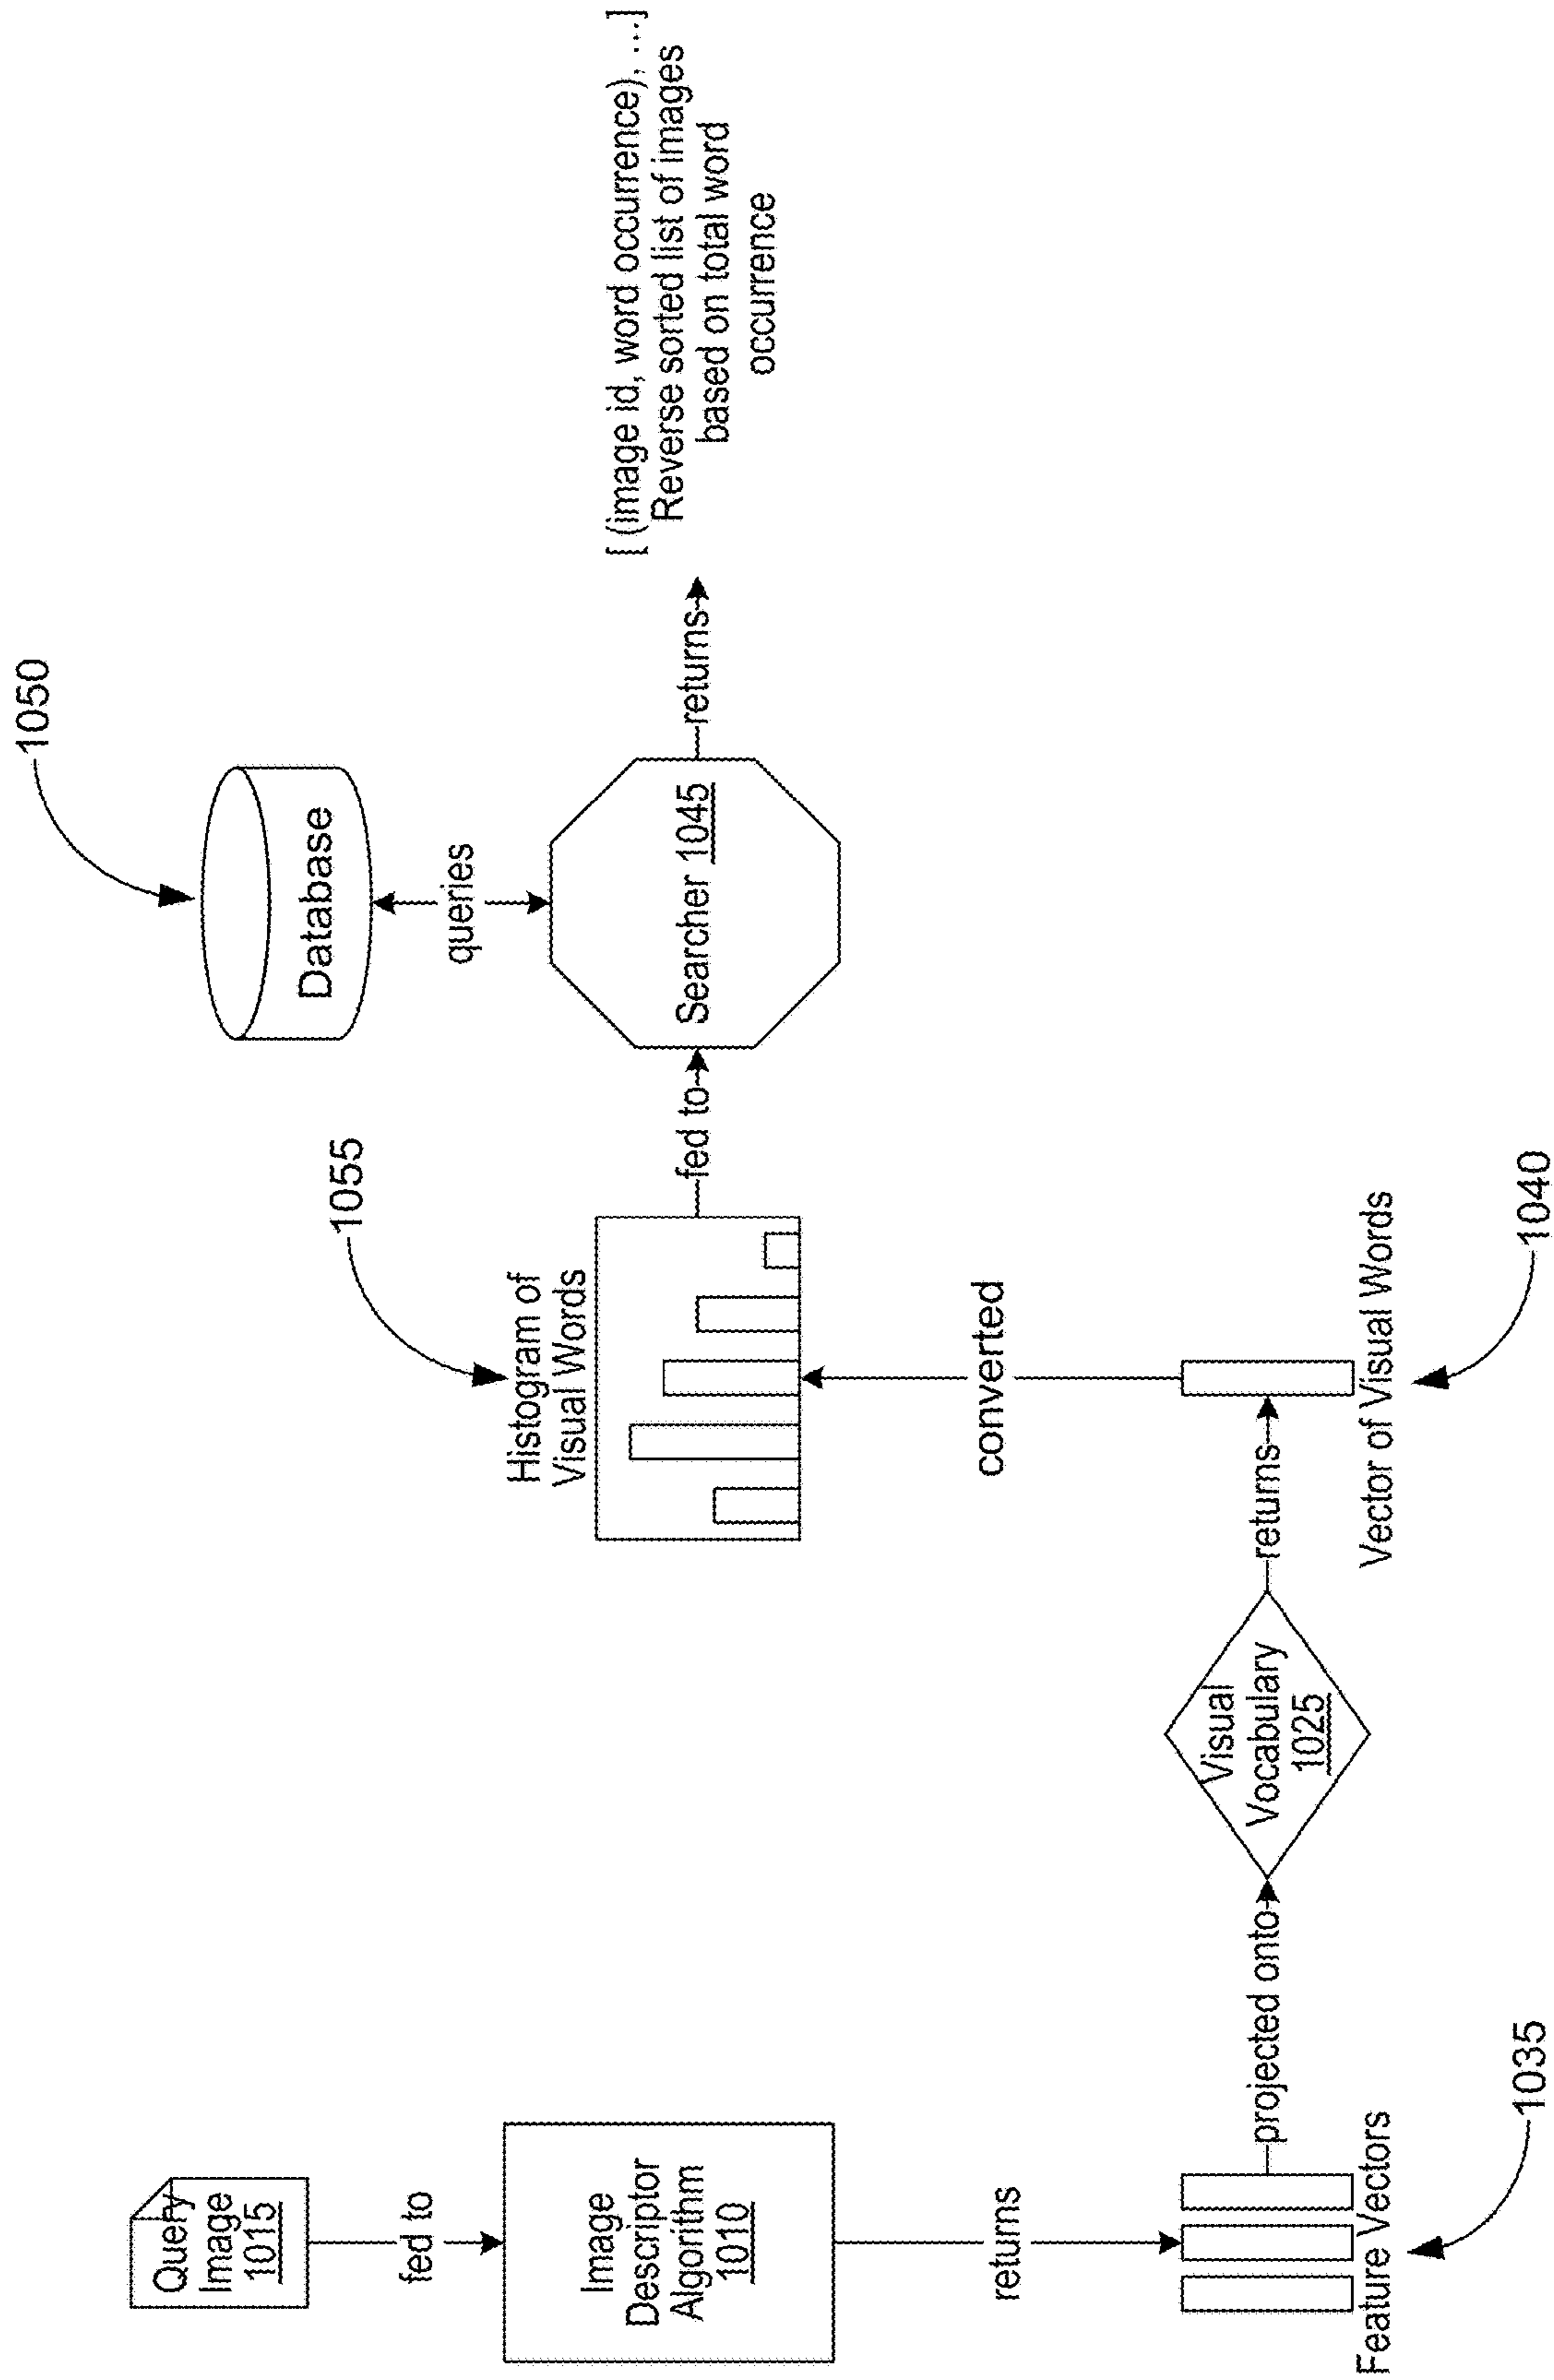 Query
Image
1015
fed to
Image
Descriptor
Algorithm
1010
returns
Feature Vectors
1035
projected onto
Visual
Vocabulary
1025
returns
Vector of Visual Words
1040
converted
Histogram of
Visual Words
1055
fed to
Searcher 1045
queries
Database
1050
returns
[ (image id, word occurrence), ...]
Reverse sorted list of images
based on total word
occurrence